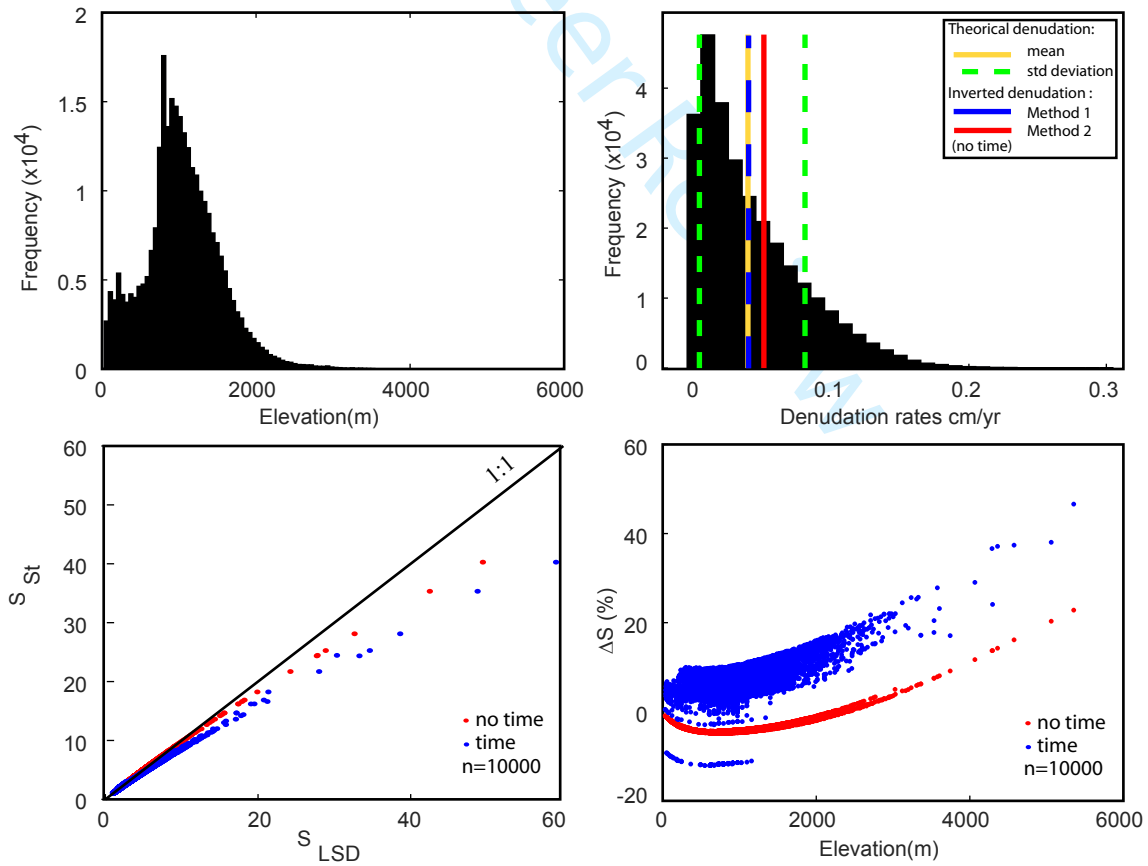 2
1.5
1
0.5
0
Frequency (x10^4)
0
2000
4000
6000
Elevation(m)
4
3
2
1
0
Frequency (x10^4)
0
0.1
0.2
0.3
Denudation rates cm/yr
Theorical denudation:
mean
std deviation
Inverted denudation :
Method 1
Method 2
(no time)
60
50
40
30
20
10
0
S St
1:1
no time
time
n=10000
0
20
40
60
S LSD
60
40
20
0
-20
ΔS (%)
no time
time
n=10000
0
2000
4000
6000
Elevation(m)